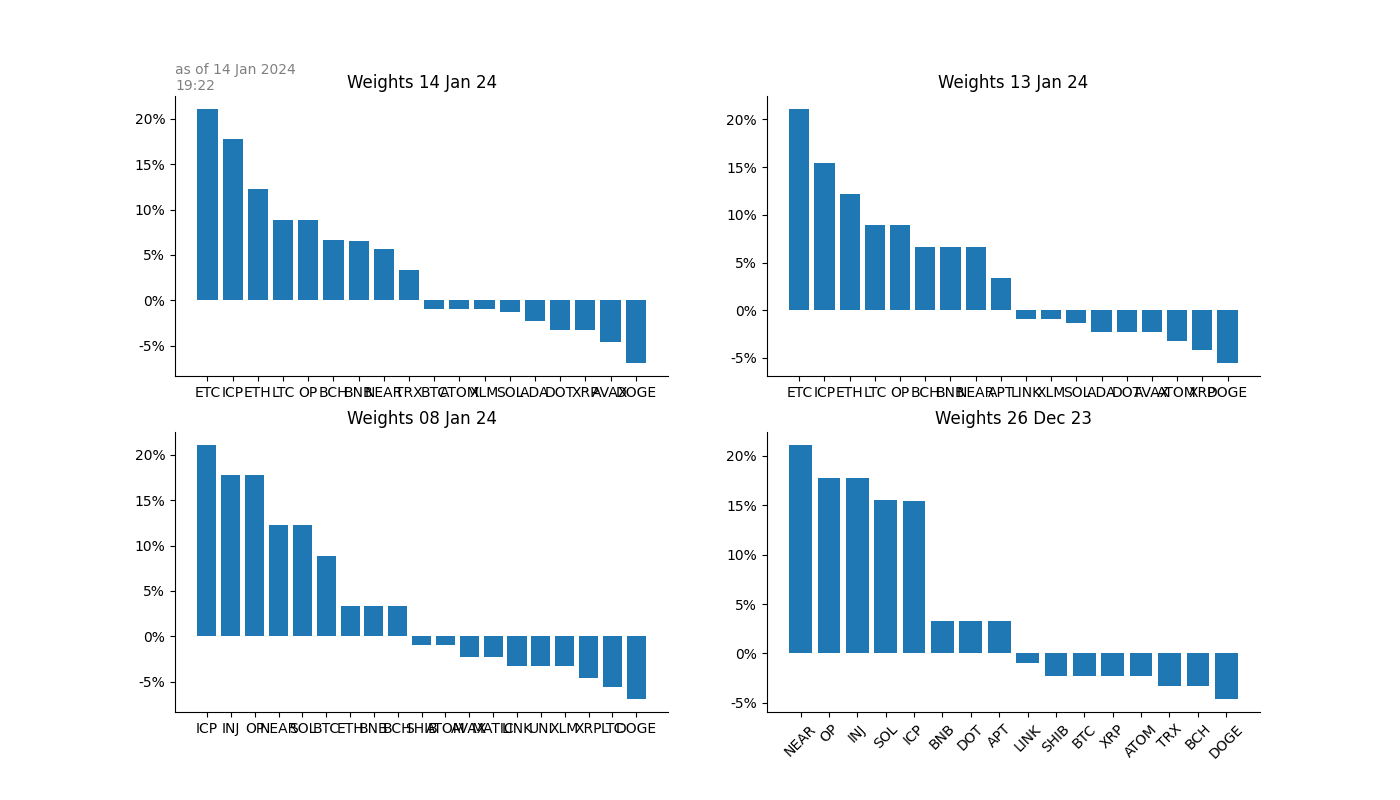 as of 14 Jan 2024
19:22
Weights 14 Jan 24
20%
15%
10%
5%
0%
-5%
ETC ICP ETH LTC OP BCH BNB NEAR TRX BTC ATOM XLM SOL ADA DOT XRP AVAX DOGE
Weights 13 Jan 24
20%
15%
10%
5%
0%
-5%
ETC ICP ETH LTC OP BCH BNB NEAR APT LINK XLM SOL ADA DOT AVAX ATOM XRP DOGE
Weights 08 Jan 24
20%
15%
10%
5%
0%
-5%
ICP INJ OP NEAR SOL BTC ETH BNB BCH SHIB ATOM AVAX MATIC LINK UNI XLM XRP LTC DOGE
Weights 26 Dec 23
20%
15%
10%
5%
0%
-5%
NEAR OP INJ SOL ICP BNB DOT APT LINK SHIB BTC XRP ATOM TRX BCH DOGE